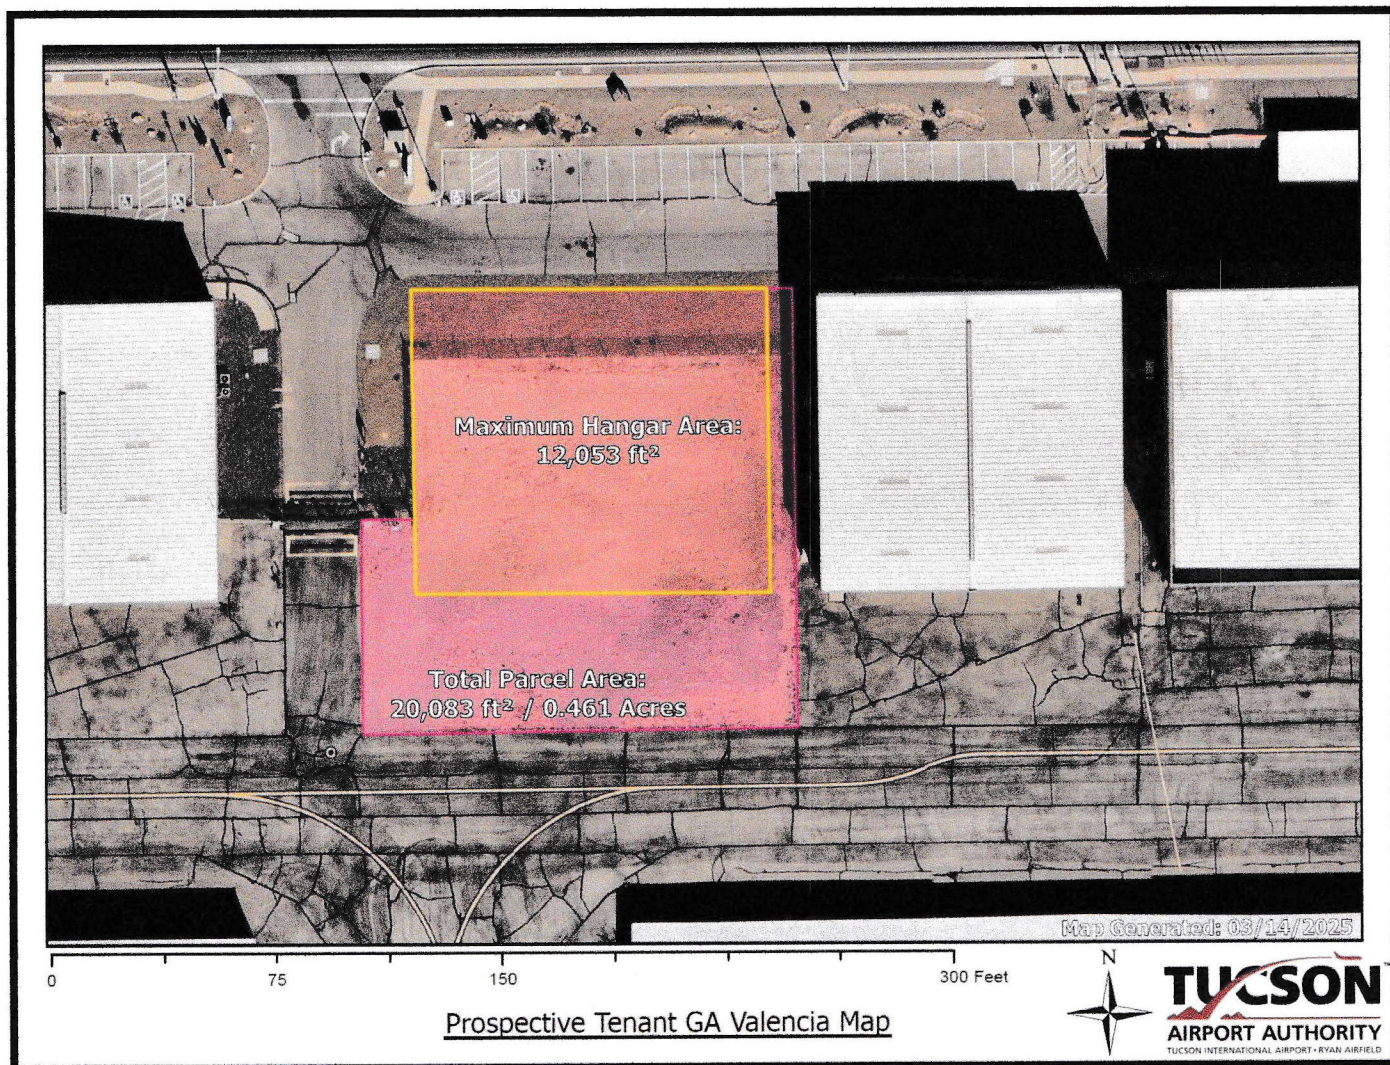 Maximum Hangar Area:
12,053 ft²
Total Parcel Area:
20,083 ft² / 0.461 Acres
Map Generated: 03/14/2025
0 75 150 300 Feet
N
Prospective Tenant GA Valencia Map
TUCSON™
AIRPORT AUTHORITY
TUCSON INTERNATIONAL AIRPORT • RYAN AIRFIELD